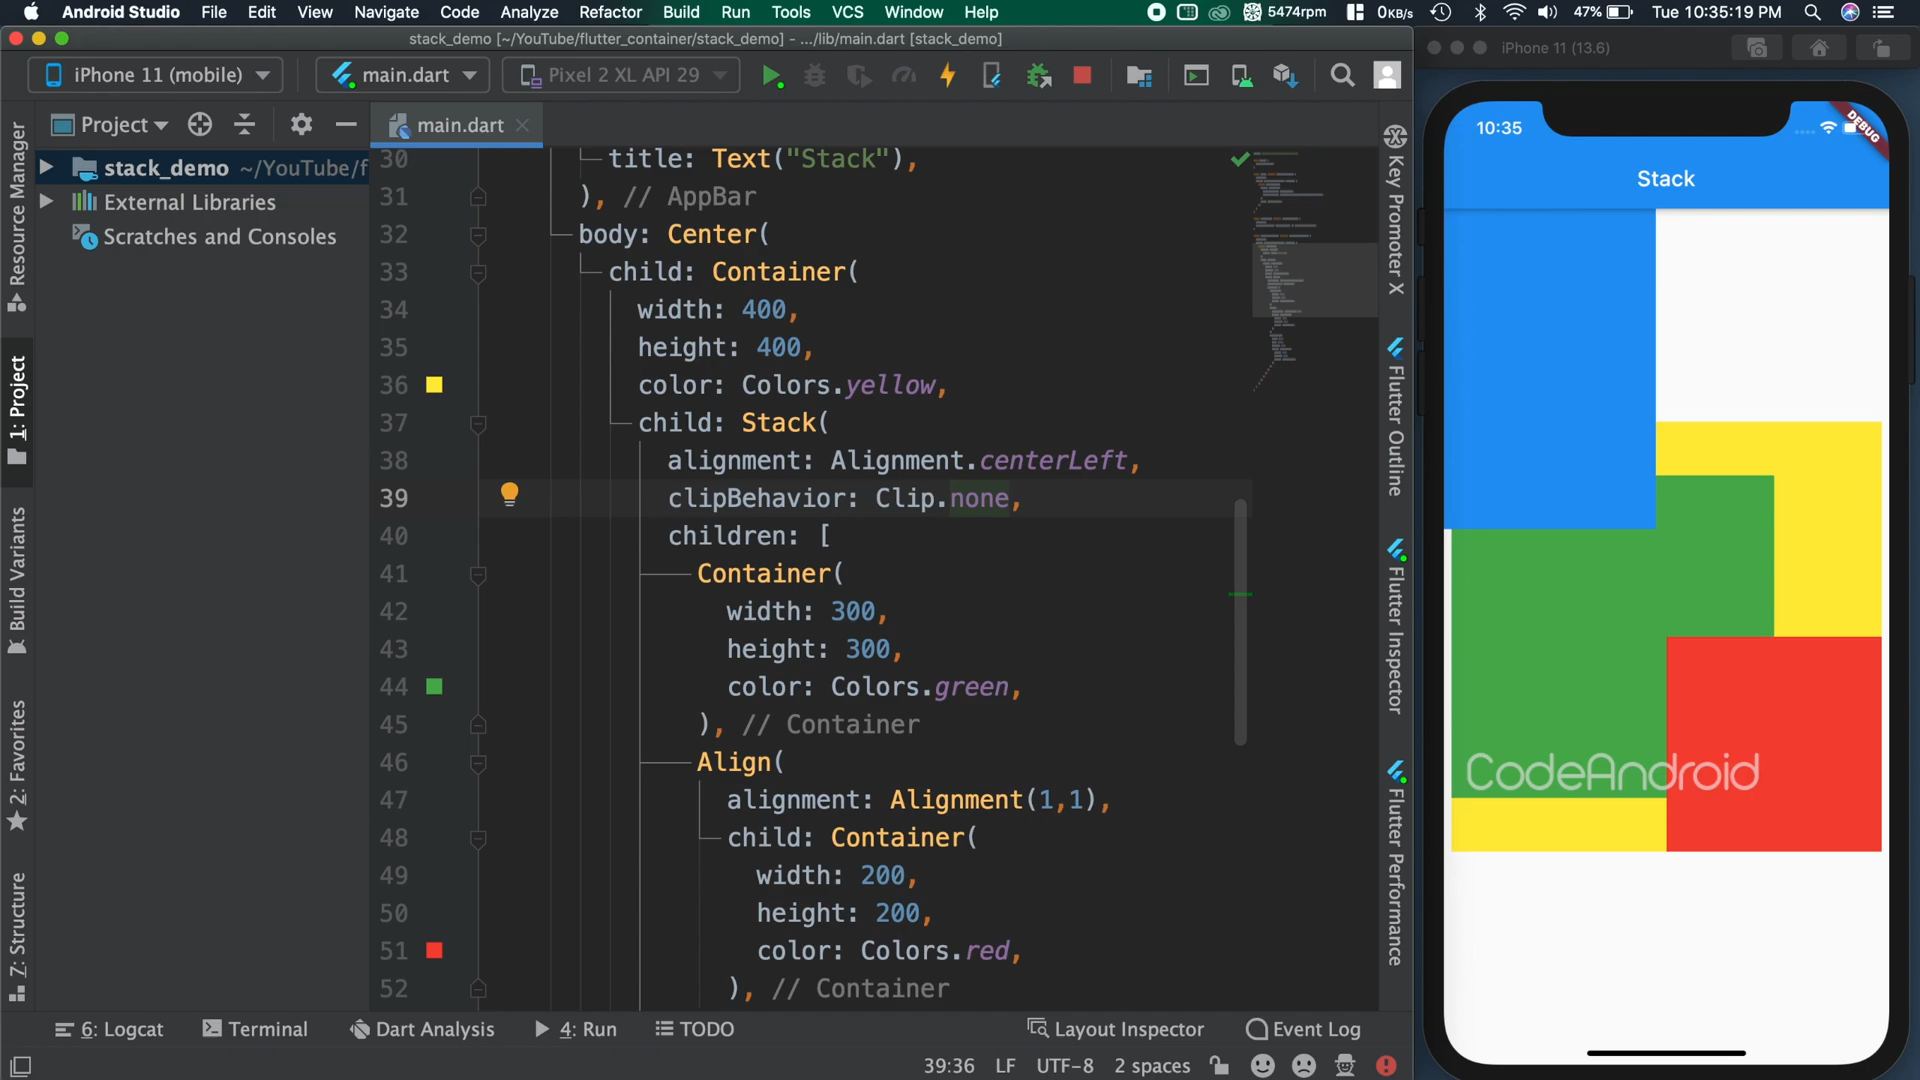 Android Studio File Edit View Navigate Code Analyze Refactor Build Run Tools VCS Window Help 5474rpm 0KB/s 47% Tue 10:35:19 PM
stack_demo [~/YouTube/flutter_container/stack_demo] - .../lib/main.dart [stack_demo]
iPhone 11 (13.6)
iPhone 11 (mobile) main.dart Pixel 2 XL API 29
Project main.dart
stack_demo ~/YouTube/f
External Libraries
Scratches and Consoles
Resource Manager
1: Project
Build Variants
2: Favorites
Z: Structure
30 title: Text("Stack"),
31 ), // AppBar
32 body: Center(
33 child: Container(
34 width: 400,
35 height: 400,
36 color: Colors.yellow,
37 child: Stack(
38 alignment: Alignment.centerLeft,
39 clipBehavior: Clip.none,
40 children: [
41 Container(
42 width: 300,
43 height: 300,
44 color: Colors.green,
45 ), // Container
46 Align(
47 alignment: Alignment(1,1),
48 child: Container(
49 width: 200,
50 height: 200,
51 color: Colors.red,
52 ), // Container
Key Promoter X
Flutter Outline
Flutter Inspector
Flutter Performance
10:35
DEBUG
Stack
CodeAndroid
6: Logcat Terminal Dart Analysis 4: Run TODO Layout Inspector Event Log
39:36 LF UTF-8 2 spaces